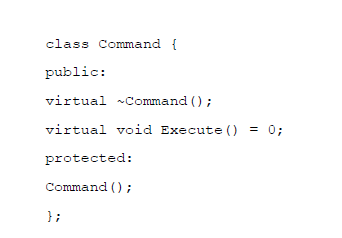 class Command {
public:
virtual ~Command();
virtual void Execute() = 0;
protected:
Command();
};